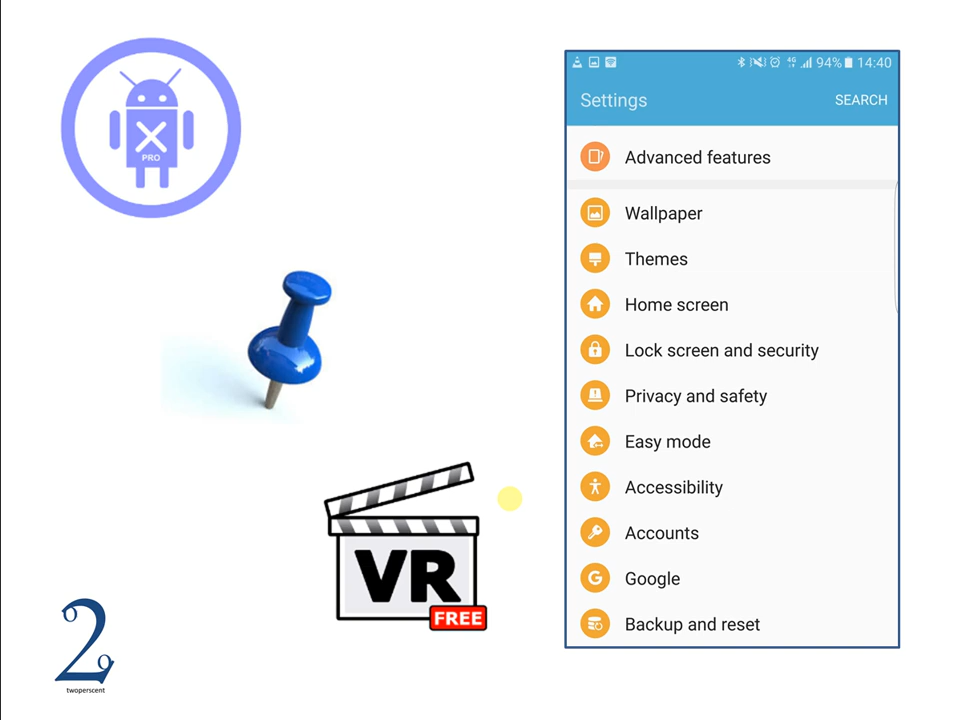 PRO
VR
FREE
2
twoperscent
94% 14:40
Settings SEARCH
Advanced features
Wallpaper
Themes
Home screen
Lock screen and security
Privacy and safety
Easy mode
Accessibility
Accounts
Google
Backup and reset